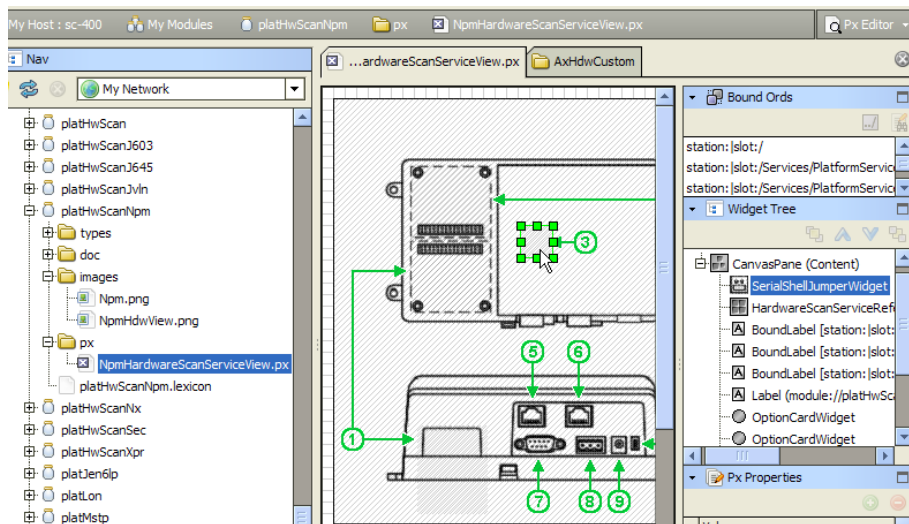 My Host : sc-400 My Modules platHwScanNpm px NpmHardwareScanServiceView.px Px Editor
Nav
...ardwareScanServiceView.px AxHdwCustom
My Network
platHwScan
platHwScanJ603
platHwScanJ645
platHwScanJvln
platHwScanNpm
types
doc
images
Npm.png
NpmHdwView.png
px
NpmHardwareScanServiceView.px
platHwScanNpm.lexicon
platHwScanNx
platHwScanSec
platHwScanXpr
platJen6lp
platLon
platMstp
3
1
5
6
7
8
9
Bound Ords
station:|slot:/
station:|slot:/Services/PlatformServic
station:|slot:/Services/PlatformServic
Widget Tree
CanvasPane (Content)
SerialShellJumperWidget
HardwareScanServiceRef
BoundLabel [station:|slot:
BoundLabel [station:|slot:
BoundLabel [station:|slot:
Label (module://platHwSc
OptionCardWidget
OptionCardWidget
Px Properties